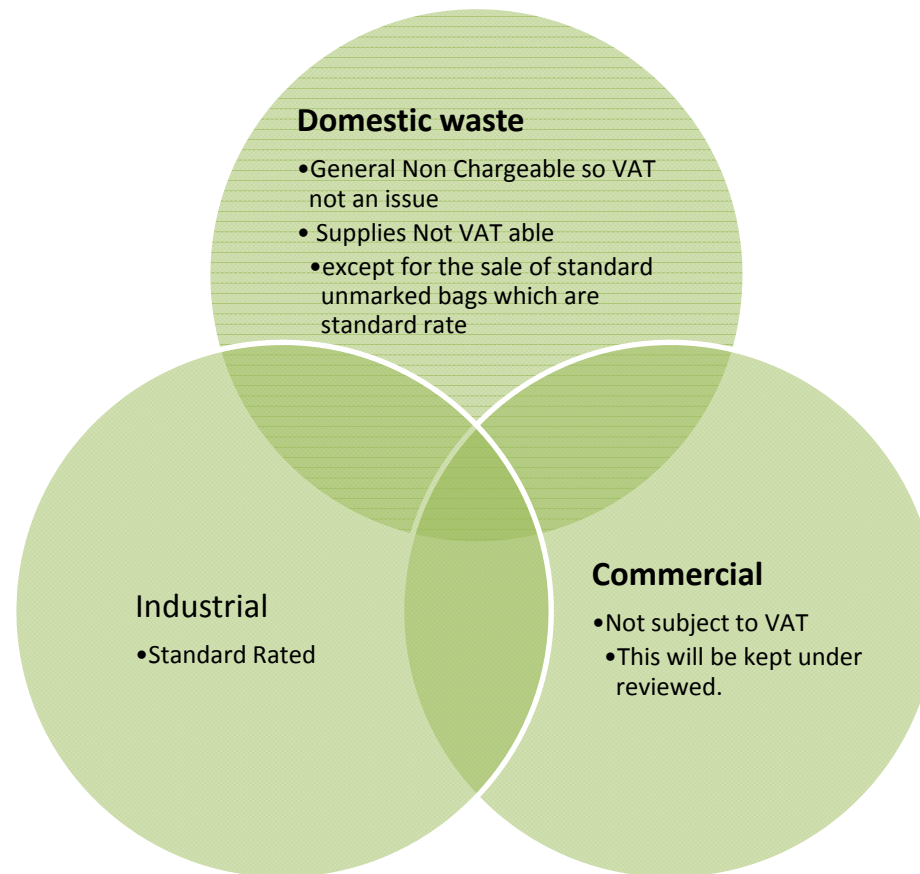 Domestic waste
•General Non Chargeable so VAT
not an issue
• Supplies Not VAT able
•except for the sale of standard
unmarked bags which are
standard rate
Industrial
•Standard Rated
Commercial
•Not subject to VAT
•This will be kept under
reviewed.